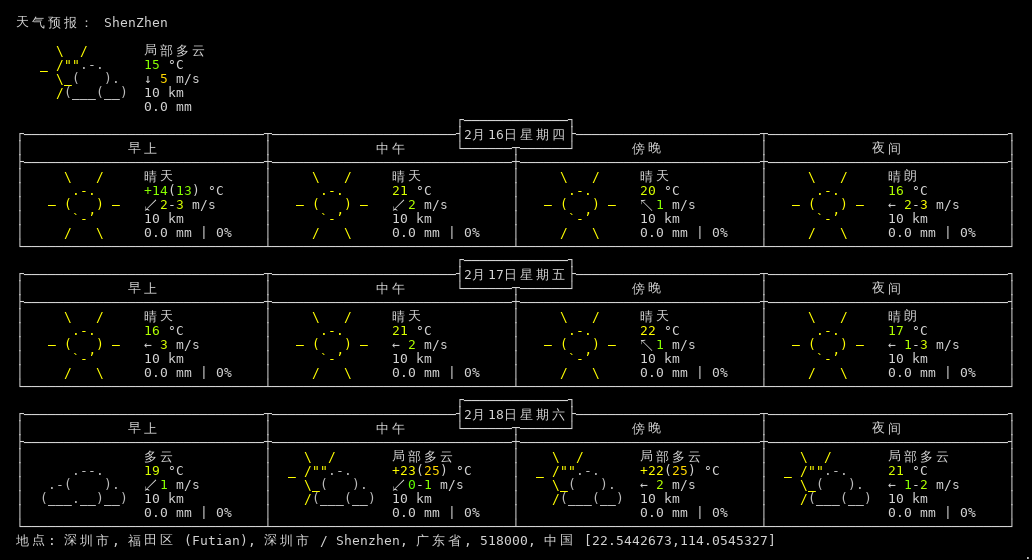 天气预报： ShenZhen
局部多云
15 °C
↓ 5 m/s
10 km
0.0 mm
2月16日星期四
早上 中午 傍晚 夜间
晴天 晴天 晴天 晴朗
+14(13) °C 21 °C 20 °C 16 °C
↙ 2-3 m/s ↙ 2 m/s ↖ 1 m/s ← 2-3 m/s
10 km 10 km 10 km 10 km
0.0 mm | 0% 0.0 mm | 0% 0.0 mm | 0% 0.0 mm | 0%
2月17日星期五
早上 中午 傍晚 夜间
晴天 晴天 晴天 晴朗
16 °C 21 °C 22 °C 17 °C
← 3 m/s ← 2 m/s ↖ 1 m/s ← 1-3 m/s
10 km 10 km 10 km 10 km
0.0 mm | 0% 0.0 mm | 0% 0.0 mm | 0% 0.0 mm | 0%
2月18日星期六
早上 中午 傍晚 夜间
多云 局部多云 局部多云 局部多云
19 °C +23(25) °C +22(25) °C 21 °C
↙ 1 m/s ↙ 0-1 m/s ← 2 m/s ← 1-2 m/s
10 km 10 km 10 km 10 km
0.0 mm | 0% 0.0 mm | 0% 0.0 mm | 0% 0.0 mm | 0%
地点: 深圳市, 福田区 (Futian), 深圳市 / Shenzhen, 广东省, 518000, 中国 [22.5442673,114.0545327]